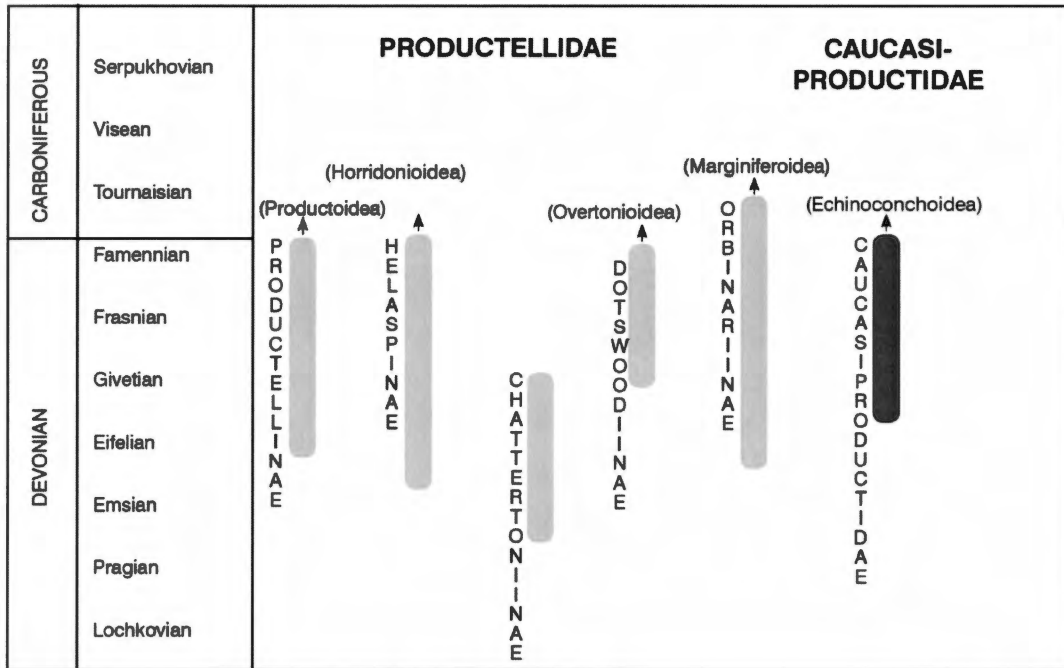 PRODUCTELLIDAE
CAUCASI-
PRODUCTIDAE
CARBONIFEROUS
Serpukhovian
Visean
Tournaisian
(Horridonioidea)
(Marginiferoidea)
(Productoidea)
(Overtonioidea)
(Echinoconchoidea)
DEVONIAN
Famennian
Frasnian
Givetian
Eifelian
Emsian
Pragian
Lochkovian
PRODUCTELLINAE
HELASPINAE
CHATTERTONIINAE
DOTSWOODIINAE
ORBINARIINAE
CAUCASIPRODUCTIDAE